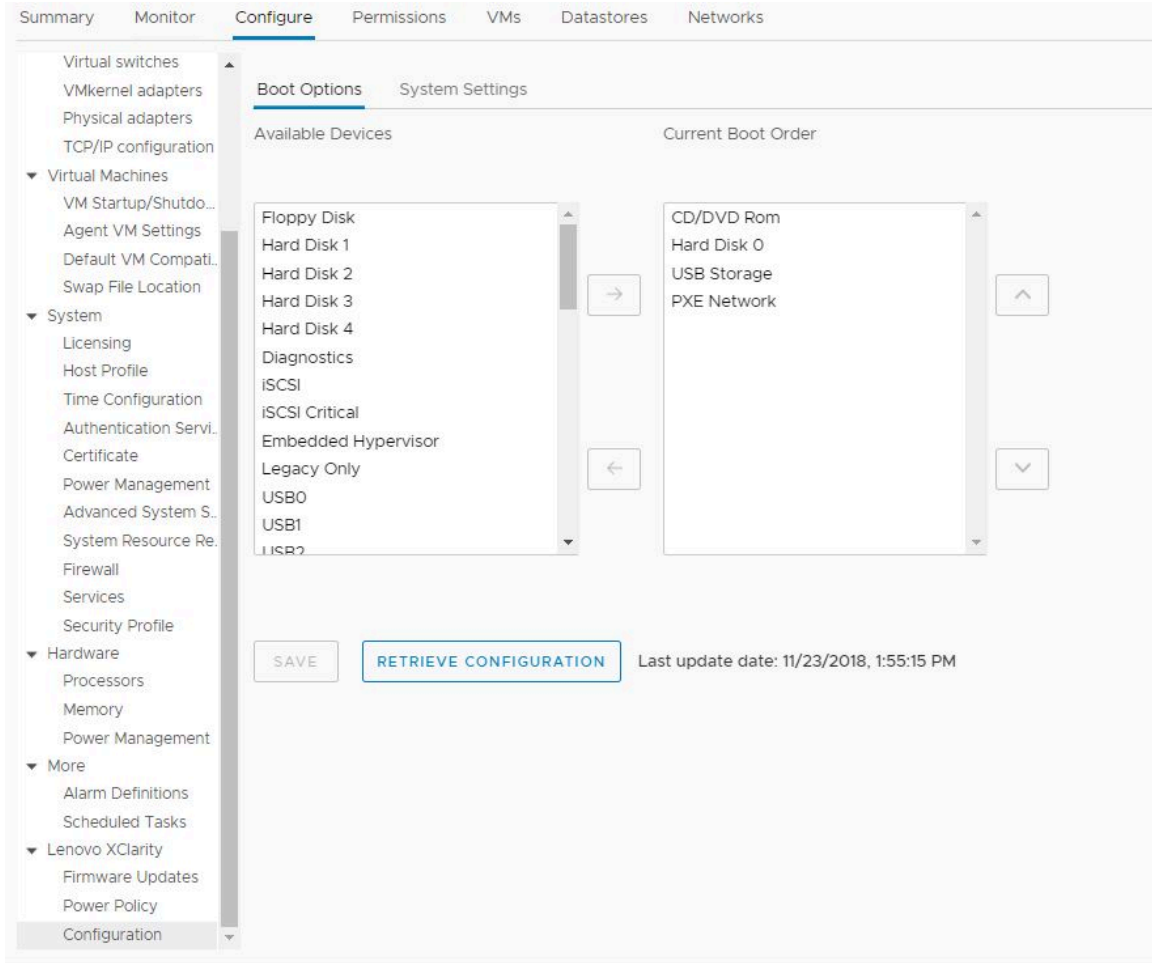 Summary Monitor Configure Permissions VMs Datastores Networks
Virtual switches
VMkernel adapters
Physical adapters
TCP/IP configuration
Virtual Machines
VM Startup/Shutdo...
Agent VM Settings
Default VM Compati..
Swap File Location
System
Licensing
Host Profile
Time Configuration
Authentication Servi..
Certificate
Power Management
Advanced System S..
System Resource Re.
Firewall
Services
Security Profile
Hardware
Processors
Memory
Power Management
More
Alarm Definitions
Scheduled Tasks
Lenovo XClarity
Firmware Updates
Power Policy
Configuration
Boot Options System Settings
Available Devices
Floppy Disk
Hard Disk 1
Hard Disk 2
Hard Disk 3
Hard Disk 4
Diagnostics
iSCSI
iSCSI Critical
Embedded Hypervisor
Legacy Only
USB0
USB1
USB2
Current Boot Order
CD/DVD Rom
Hard Disk 0
USB Storage
PXE Network
SAVE RETRIEVE CONFIGURATION Last update date: 11/23/2018, 1:55:15 PM